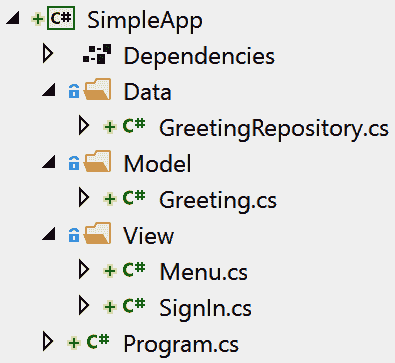 C# SimpleApp
Dependencies
Data
C# GreetingRepository.cs
Model
C# Greeting.cs
View
C# Menu.cs
C# SignIn.cs
C# Program.cs